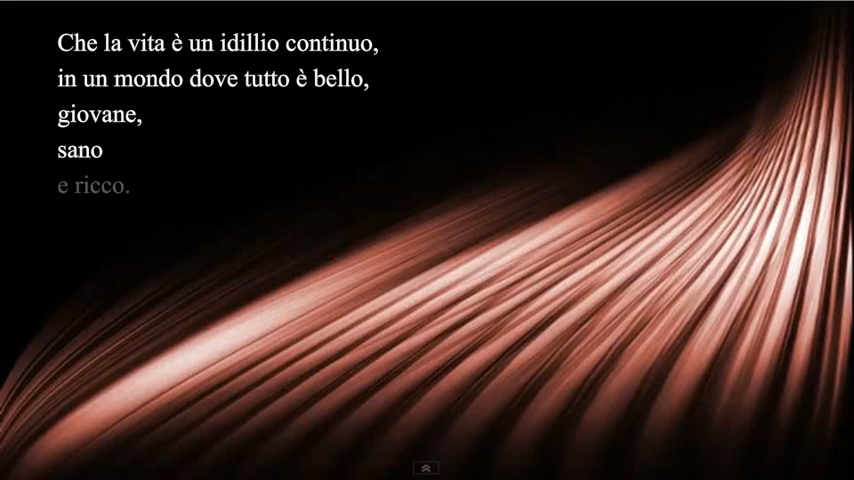 Che la vita è un idillio continuo,
in un mondo dove tutto è bello,
giovane,
sano
e ricco.